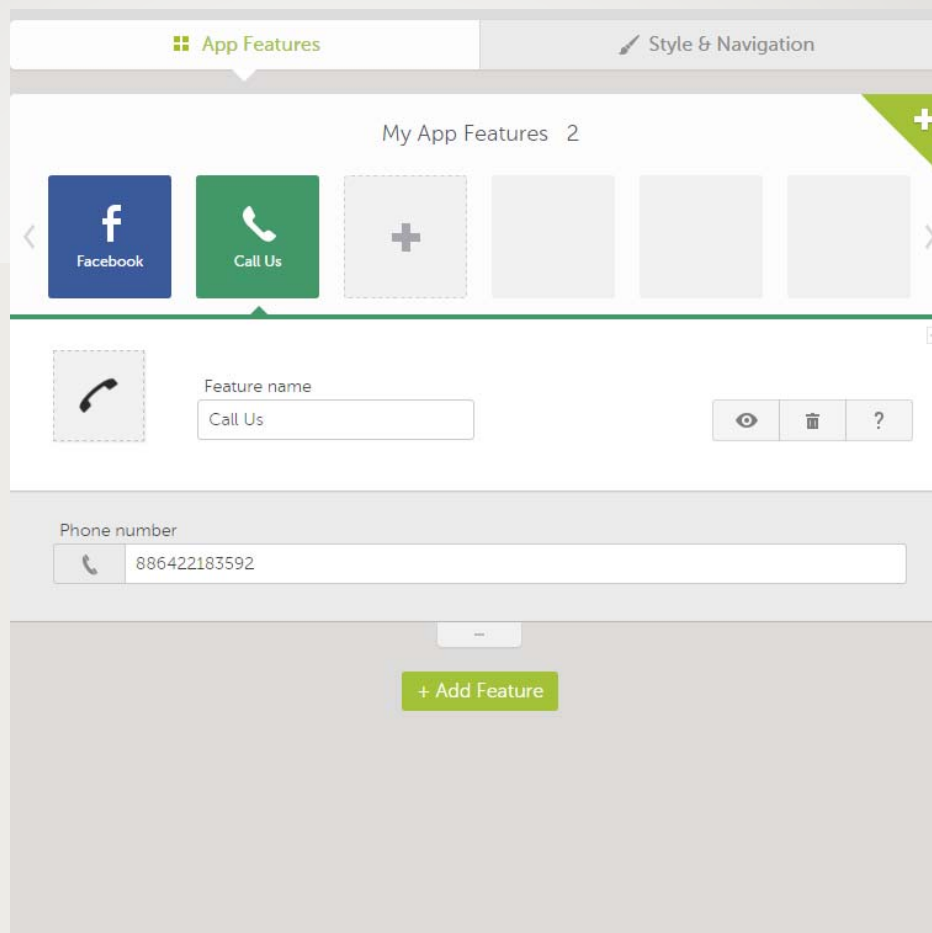 App Features
Style & Navigation
My App Features 2
Facebook
Call Us
Feature name
Call Us
?
Phone number
886422183592
+ Add Feature